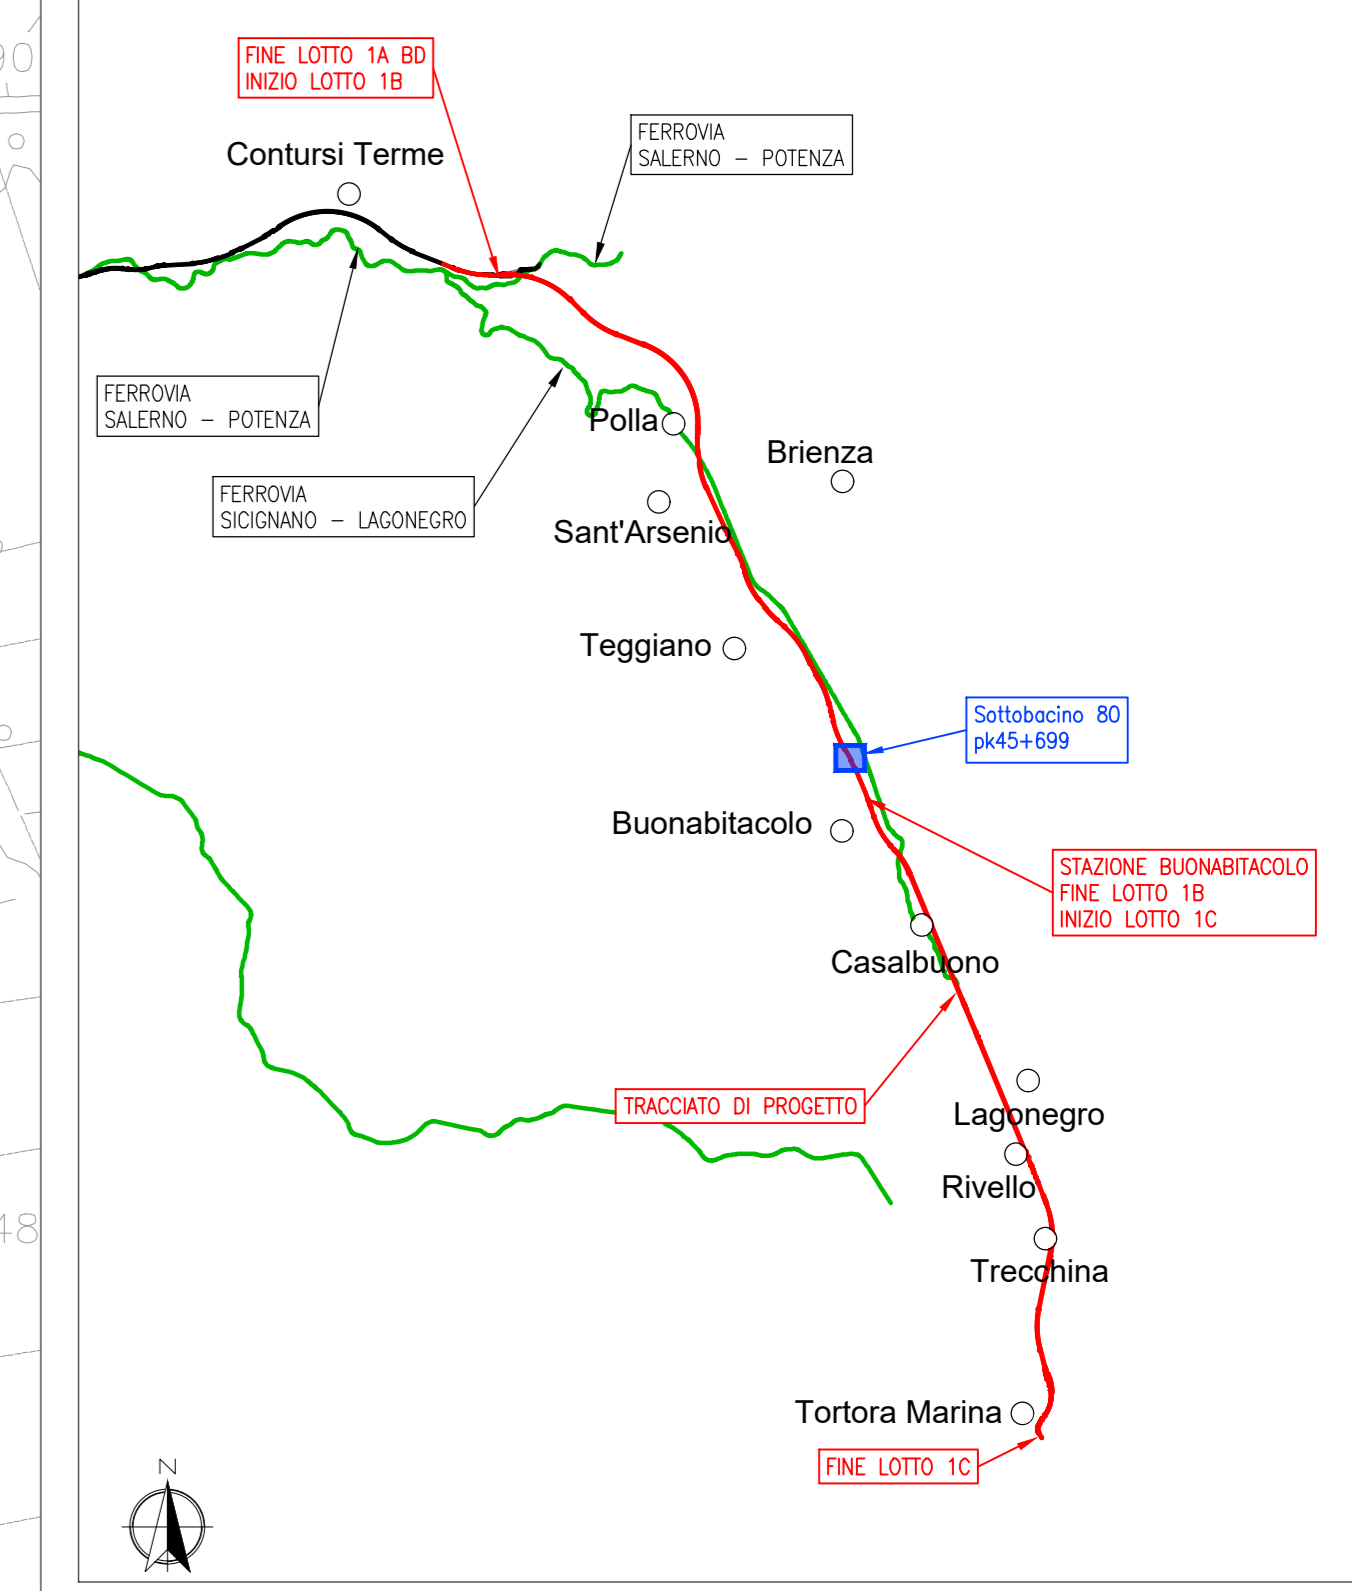 FINE LOTTO 1A BD
INIZIO LOTTO 1B
FERROVIA
SALERNO – POTENZA
Contursi Terme
FERROVIA
SALERNO – POTENZA
Polla
Brienza
FERROVIA
SICIGNANO – LAGONEGRO
Sant'Arsenio
Teggiano
Sottobacino 80
pk45+699
Buonabitacolo
STAZIONE BUONABITACOLO
FINE LOTTO 1B
INIZIO LOTTO 1C
Casalbuono
TRACCIATO DI PROGETTO
Lagonegro
Rivello
Trecchina
Tortora Marina
FINE LOTTO 1C
N